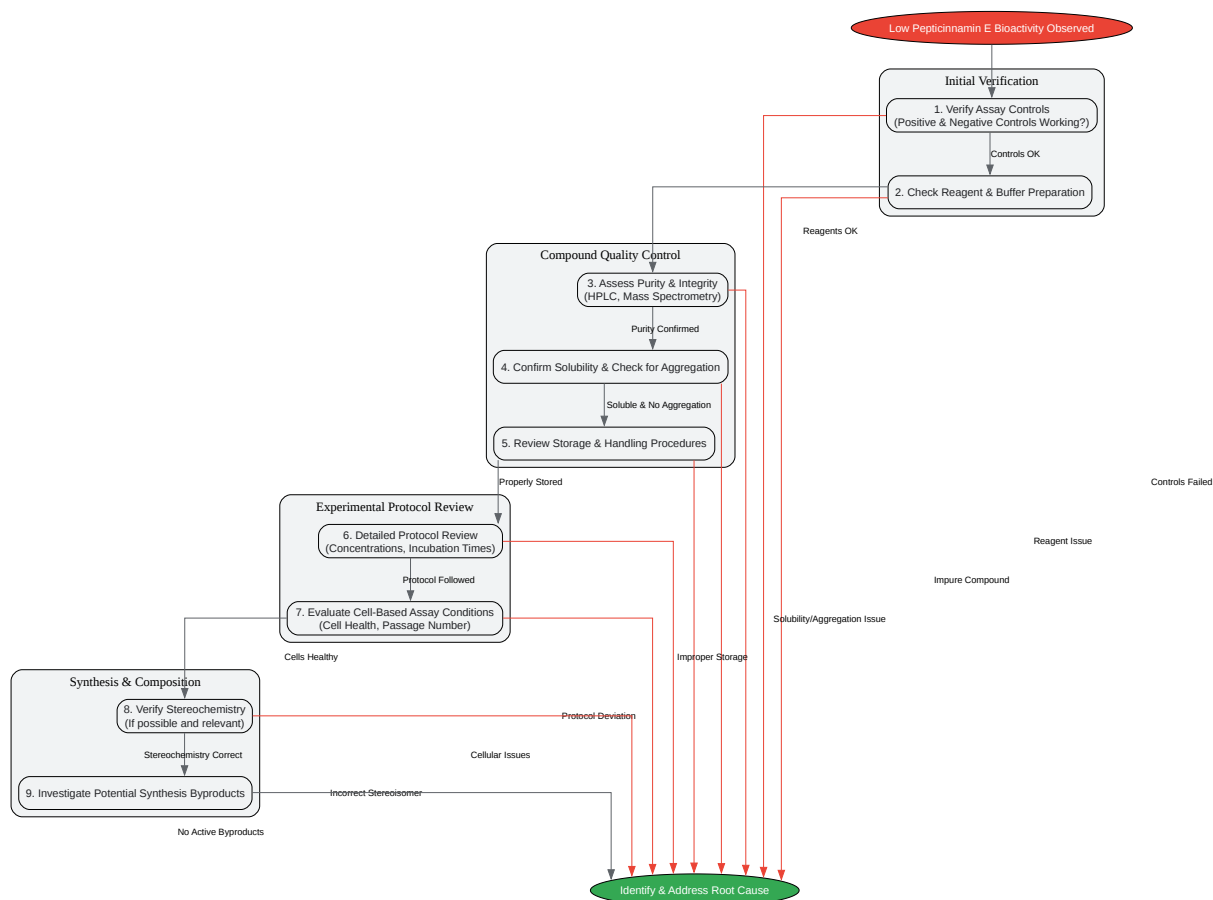 Low Pepticinnamin E Bioactivity Observed
Initial Verification
1. Verify Assay Controls
(Positive & Negative Controls Working?)
Controls OK
2. Check Reagent & Buffer Preparation
Reagents OK
Compound Quality Control
3. Assess Purity & Integrity
(HPLC, Mass Spectrometry)
Purity Confirmed
4. Confirm Solubility & Check for Aggregation
Soluble & No Aggregation
5. Review Storage & Handling Procedures
Properly Stored
Controls Failed
Experimental Protocol Review
6. Detailed Protocol Review
(Concentrations, Incubation Times)
Reagent Issue
Protocol Followed
Impure Compound
7. Evaluate Cell-Based Assay Conditions
(Cell Health, Passage Number)
Solubility/Aggregation Issue
Cells Healthy
Improper Storage
Synthesis & Composition
8. Verify Stereochemistry
(If possible and relevant)
Protocol Deviation
Stereochemistry Correct
Cellular Issues
9. Investigate Potential Synthesis Byproducts
Incorrect Stereoisomer
No Active Byproducts
Identify & Address Root Cause